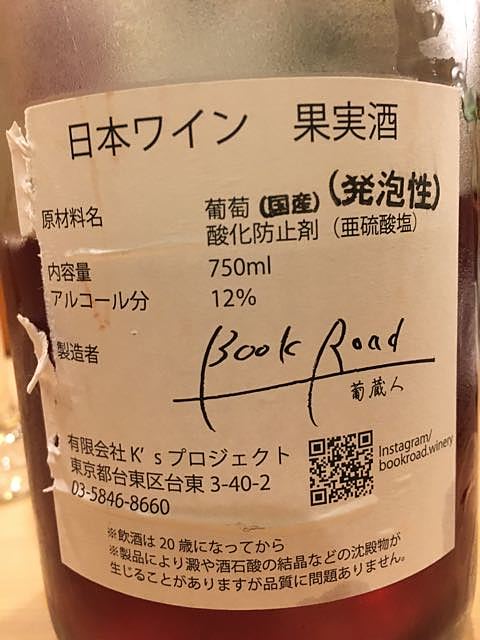 日本ワイン 果実酒
原材料名 葡萄(国産)(発泡性)
酸化防止剤(亜硫酸塩)
内容量 750ml
アルコール分 12%
製造者 Book Road
葡蔵人
有限会社K's プロジェクト
東京都台東区台東 3-40-2
03-5846-8660
Instagram/
bookroad.winery
※飲酒は 20 歳になってから
※製品により澱や酒石酸の結晶などの沈殿物が
生じることがありますが品質に問題ありません。